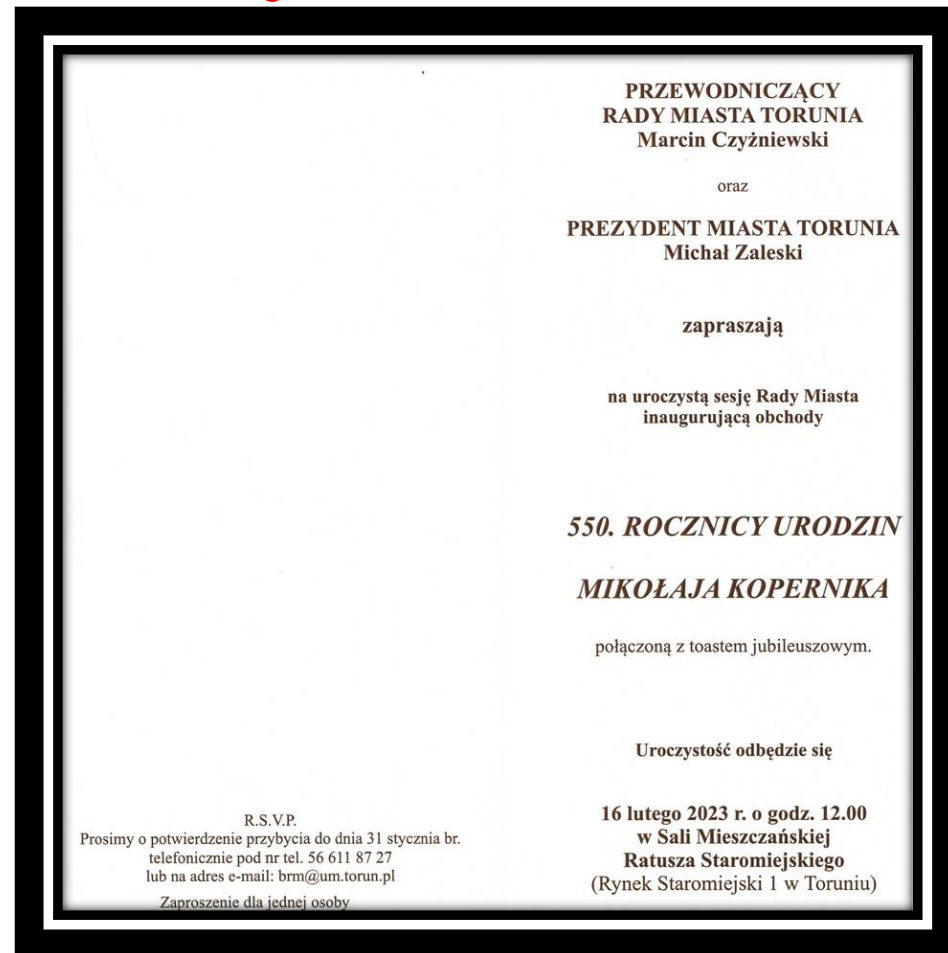 PRZEWODNICZĄCY
RADY MIASTA TORUNIA
Marcin Czyżniewski
oraz
PREZYDENT MIASTA TORUNIA
Michał Zaleski
zapraszają
na uroczystą sesję Rady Miasta
inaugurującą obchody
550. ROCZNICY URODZIN
MIKOŁAJA KOPERNIKA
połączoną z toastem jubileuszowym.
Uroczystość odbędzie się
16 lutego 2023 r. o godz. 12.00
w Sali Mieszczańskiej
Ratusza Staromiejskiego
(Rynek Staromiejski 1 w Toruniu)
R.S.V.P.
Prosimy o potwierdzenie przybycia do dnia 31 stycznia br.
telefonicznie pod nr tel. 56 611 87 27
lub na adres e-mail: brm@um.torun.pl
Zaproszenie dla jednej osoby